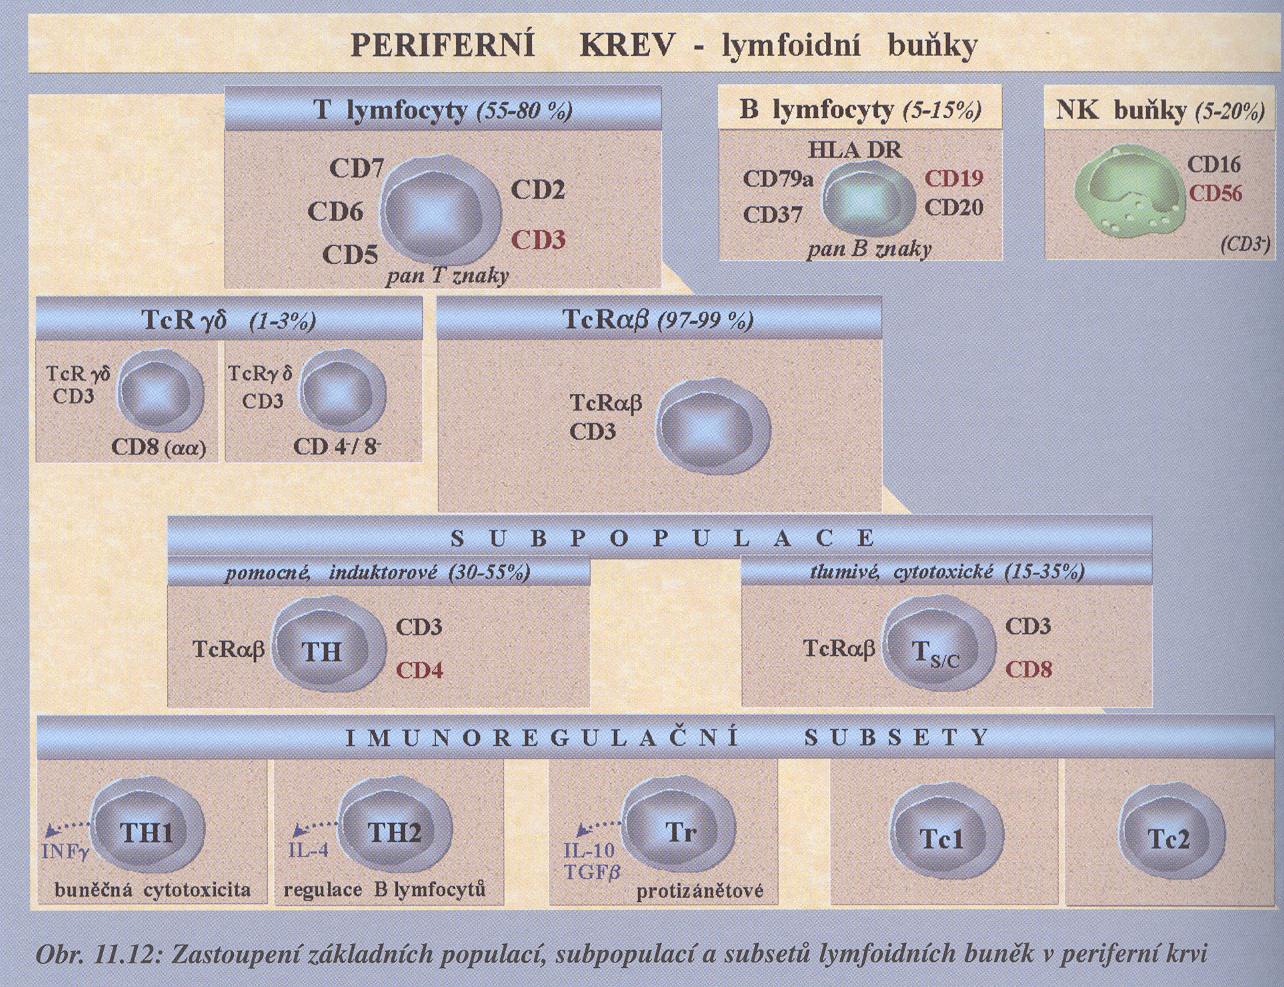 PERIFERNÍ KREV - lymfoidní buňky
T lymfocyty (55-80 %)
CD7
CD6
CD5
CD2
CD3
pan T znaky
B lymfocyty (5-15%)
HLA DR
CD79a
CD37
CD19
CD20
pan B znaky
NK buňky (5-20%)
CD16
CD56
(CD3-)
TcR γδ (1-3%)
TcR γδ
CD3
CD8 (αα)
TcRγ δ
CD3
CD 4-/ 8-
TcRαβ (97-99 %)
TcRαβ
CD3
SUBPOPULACE
pomocné, induktorové (30-55%)
TcRαβ
TH
CD3
CD4
tlumivé, cytotoxické (15-35%)
TcRαβ
TS/C
CD3
CD8
IMUNOREGULAČNÍ SUBSETY
TH1
INFγ
buněčná cytotoxicita
TH2
IL-4
regulace B lymfocytů
Tr
IL-10
TGFβ
protizánětové
Tc1
Tc2
Obr. 11.12: Zastoupení základních populací, subpopulací a subsetů lymfoidních buněk v periferní krvi